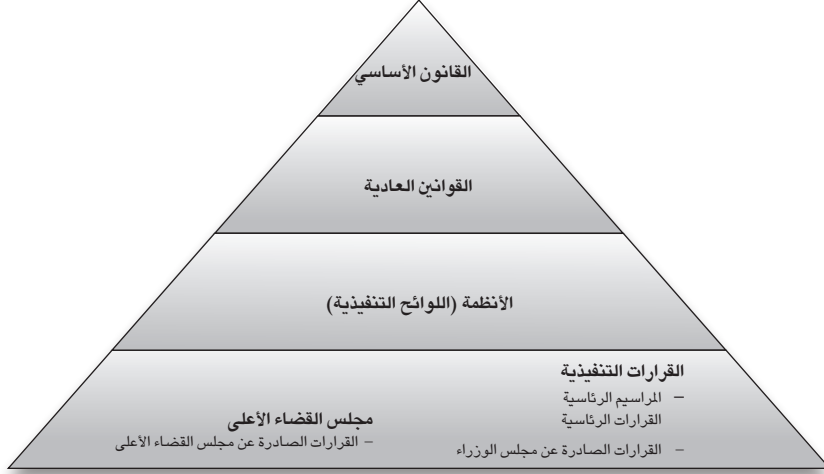 القانون الأساسي
القوانين العادية
الأنظمة (اللوائح التنفيذية)
القرارات التنفيذية
– المراسيم الرئاسية
القرارات الرئاسية
– القرارات الصادرة عن مجلس الوزراء
مجلس القضاء الأعلى
– القرارات الصادرة عن مجلس القضاء الأعلى